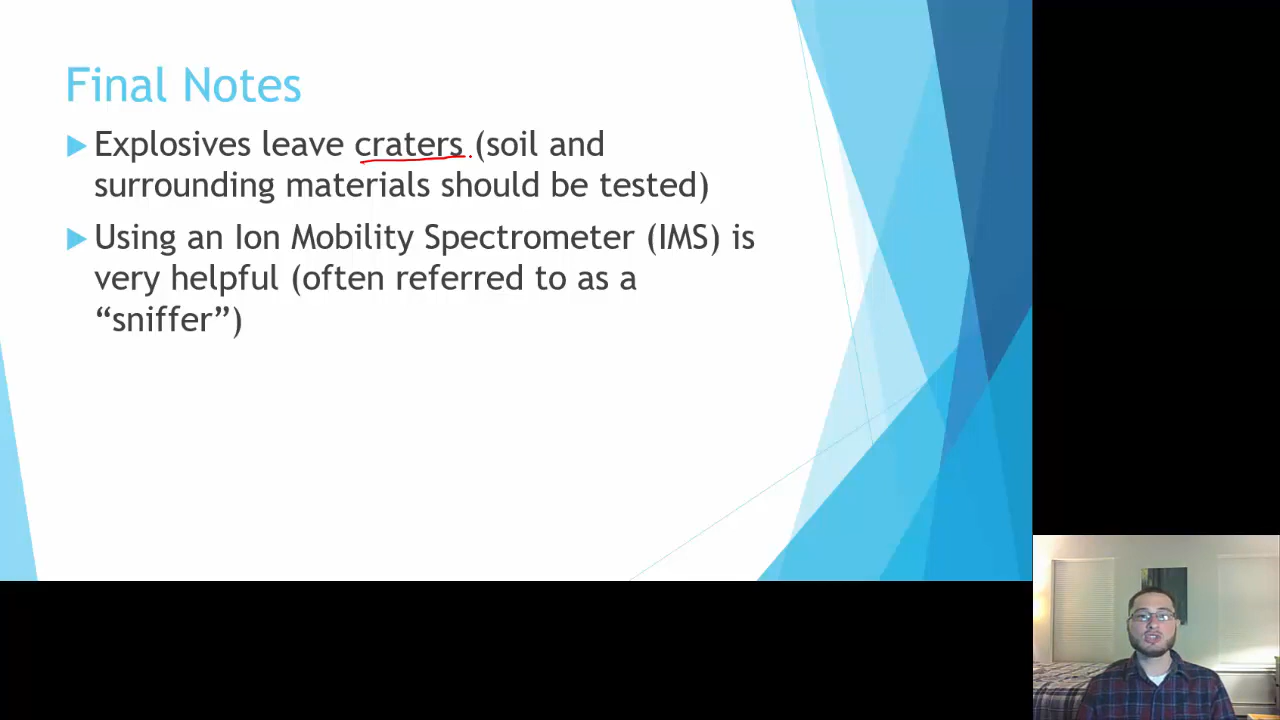 Final Notes
Explosives leave craters (soil and
surrounding materials should be tested)
Using an Ion Mobility Spectrometer (IMS) is
very helpful (often referred to as a
“sniffer”)